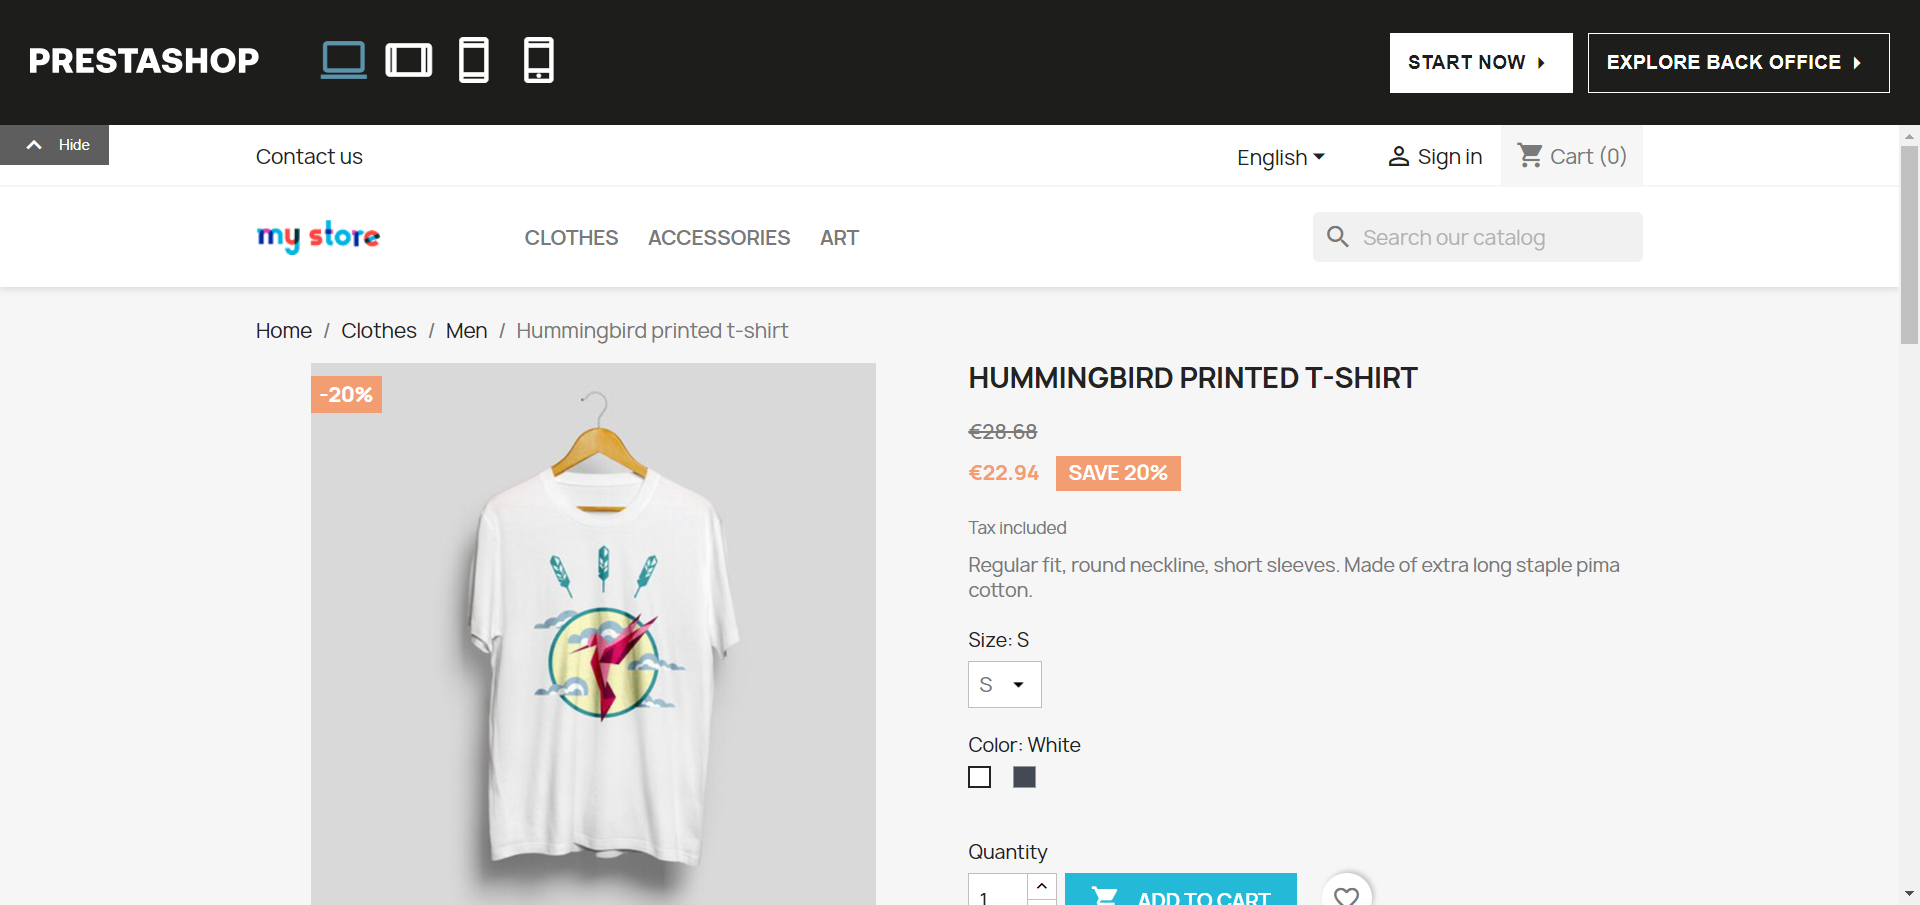 PRESTASHOP
START NOW
EXPLORE BACK OFFICE
Hide
Contact us
English
Sign in
Cart (0)
my store
CLOTHES
ACCESSORIES
ART
Search our catalog
Home / Clothes / Men / Hummingbird printed t-shirt
-20%
HUMMINGBIRD PRINTED T-SHIRT
€28.68
€22.94
SAVE 20%
Tax included
Regular fit, round neckline, short sleeves. Made of extra long staple pima
cotton.
Size: S
S
Color: White
Quantity
1
ADD TO CART